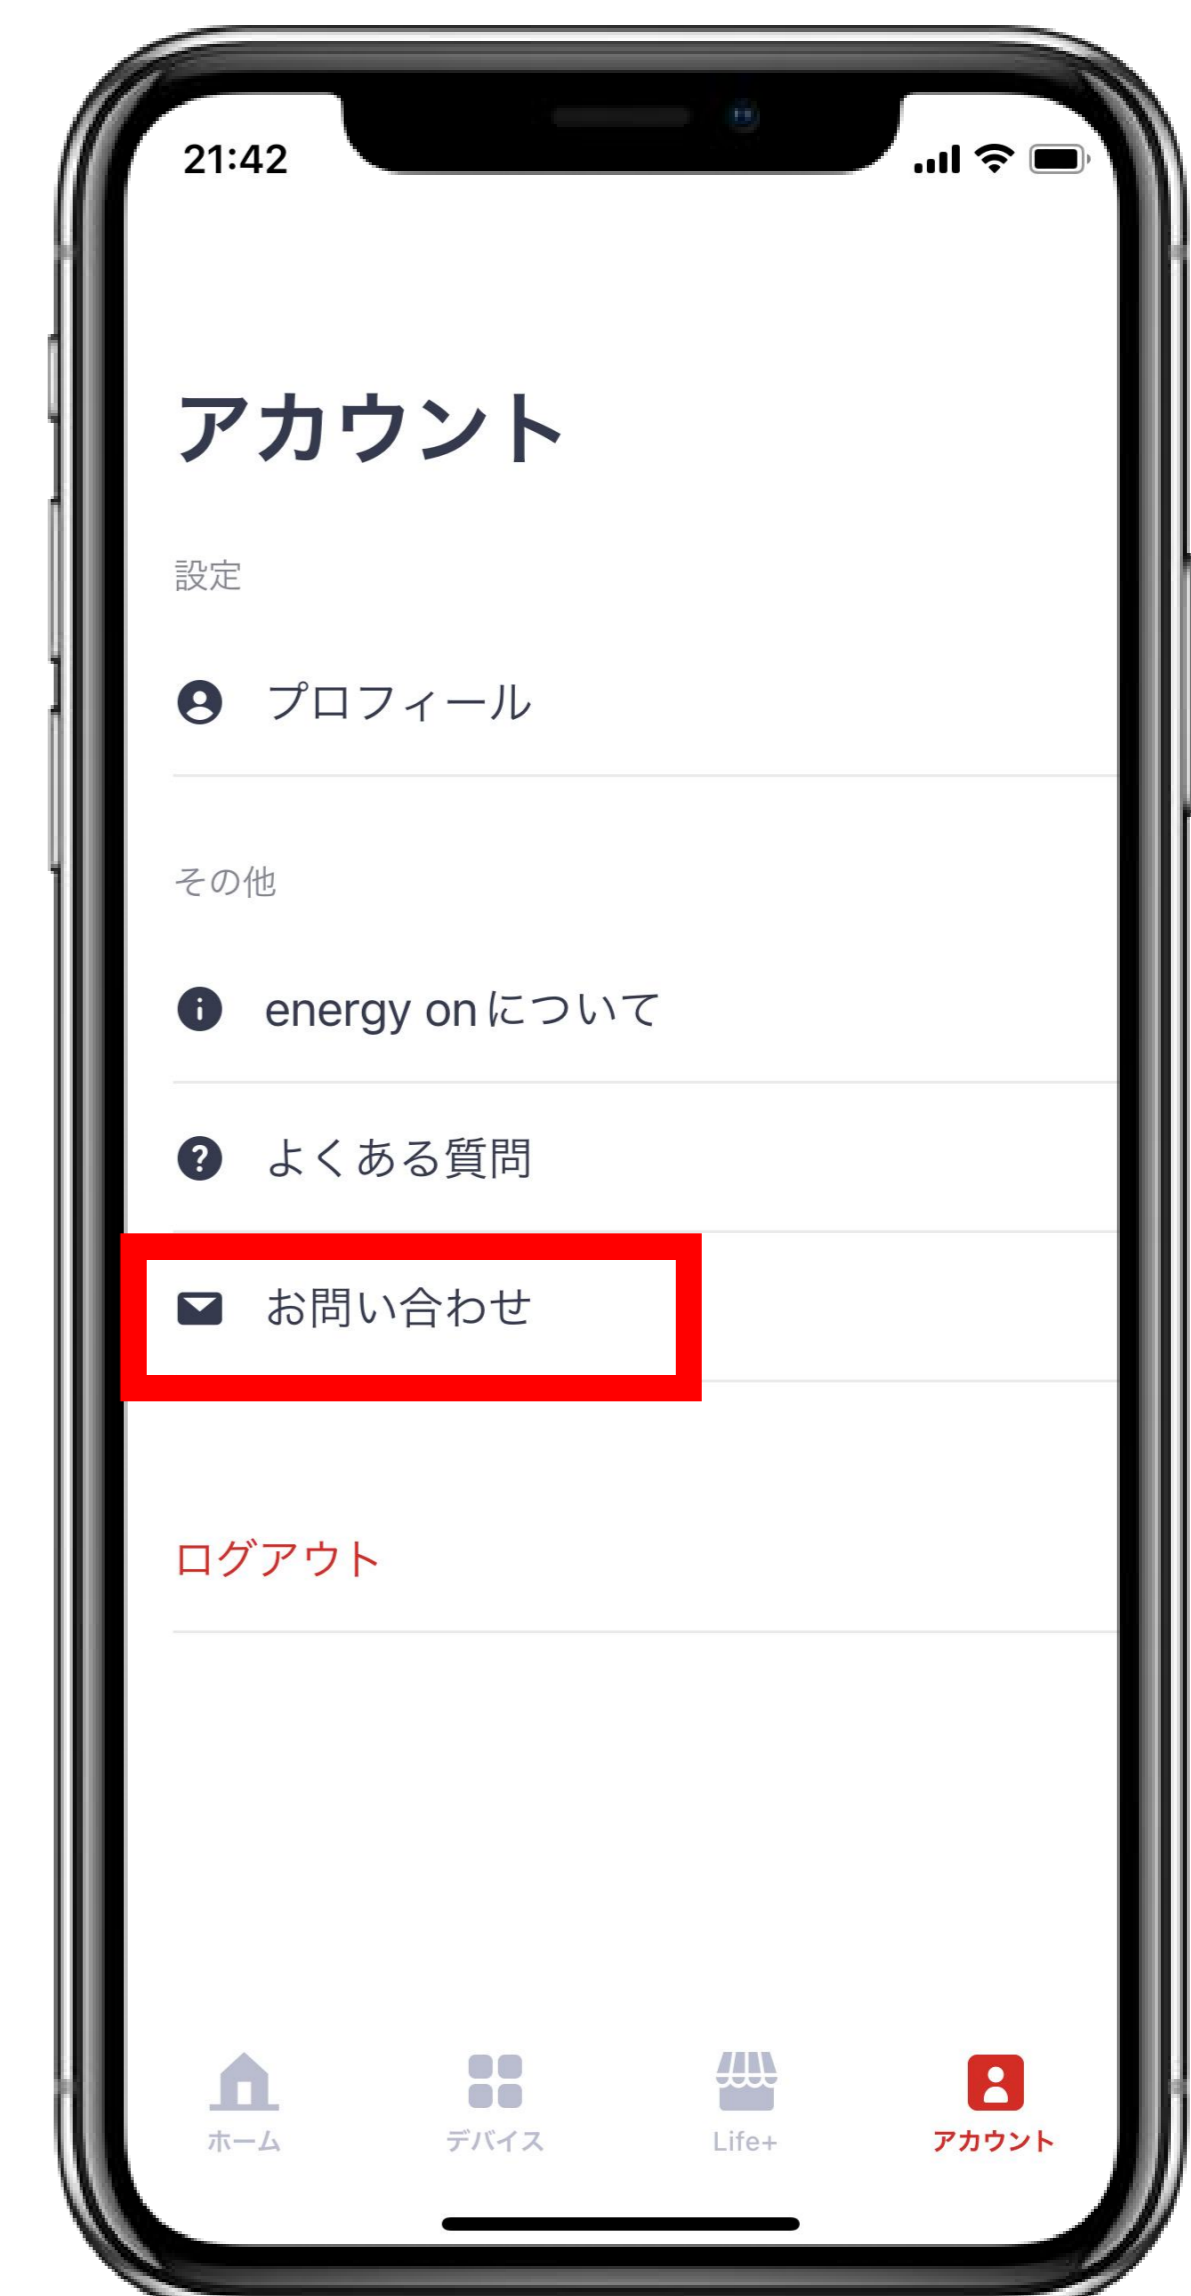 21:42
アカウント
設定
プロフィール
その他
energy onについて
よくある質問
お問い合わせ
ログアウト
ホーム
デバイス
Life+
アカウント